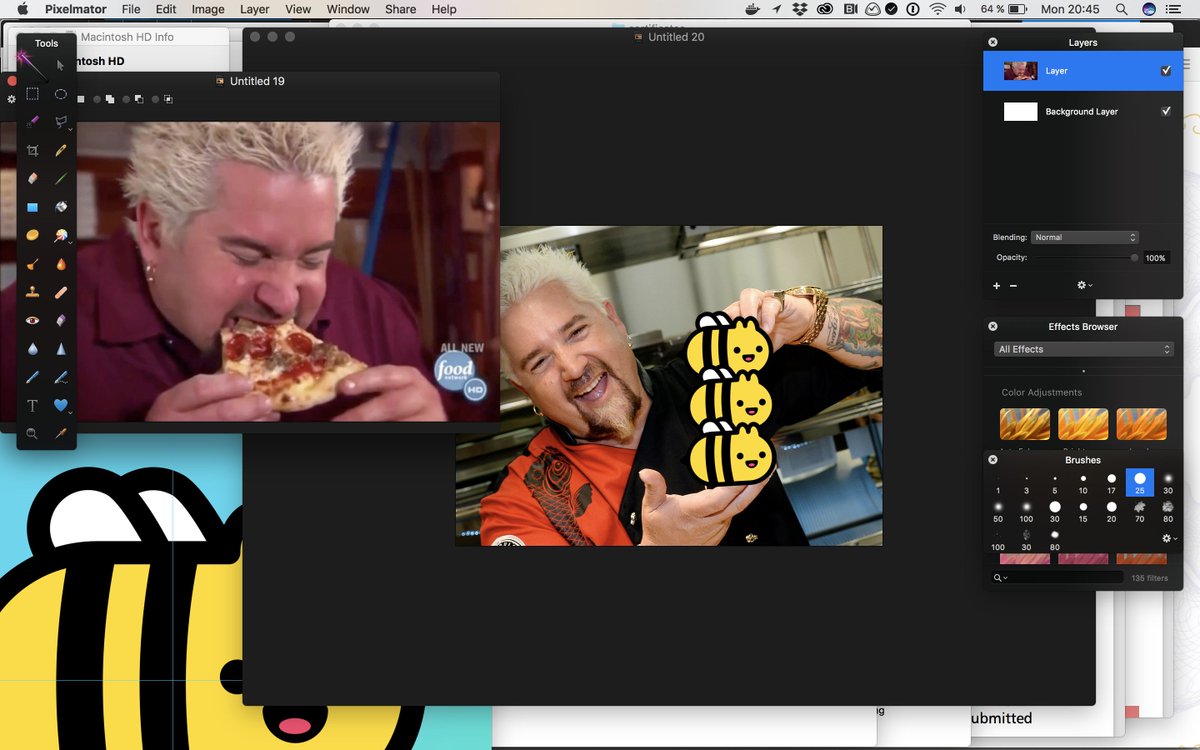 Pixelmator File Edit Image Layer View Window Share Help 64 % Mon 20:45
Macintosh HD Info
ntosh HD
Tools
Untitled 20
Untitled 19
ALL NEW
food
network
HD
T
Layers
Layer
Background Layer
Blending: Normal
Opacity: 100%
Effects Browser
All Effects
Color Adjustments
Brushes
1 3 5 10 17 25 30
50 100 30 15 20 70 80
100 30 80
135 filters
ng
ubmitted